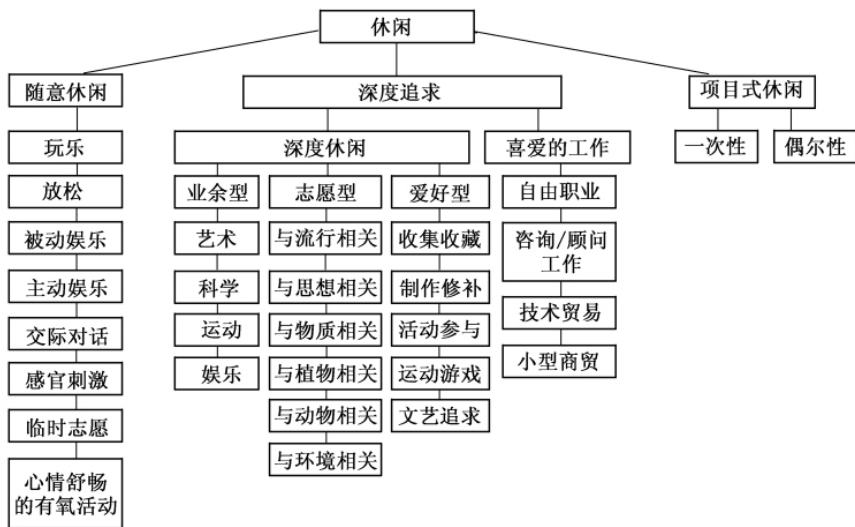 休闲
随意休闲
深度追求
项目式休闲
玩乐
深度休闲
喜爱的工作
一次性
偶尔性
放松
业余型
志愿型
爱好型
自由职业
被动娱乐
艺术
与流行相关
收集收藏
咨询/顾问
工作
主动娱乐
科学
与思想相关
制作修补
技术贸易
交际对话
运动
与物质相关
活动参与
小型商贸
感官刺激
娱乐
与植物相关
运动游戏
临时志愿
与动物相关
文艺追求
与环境相关
心情舒畅
的有氧活动